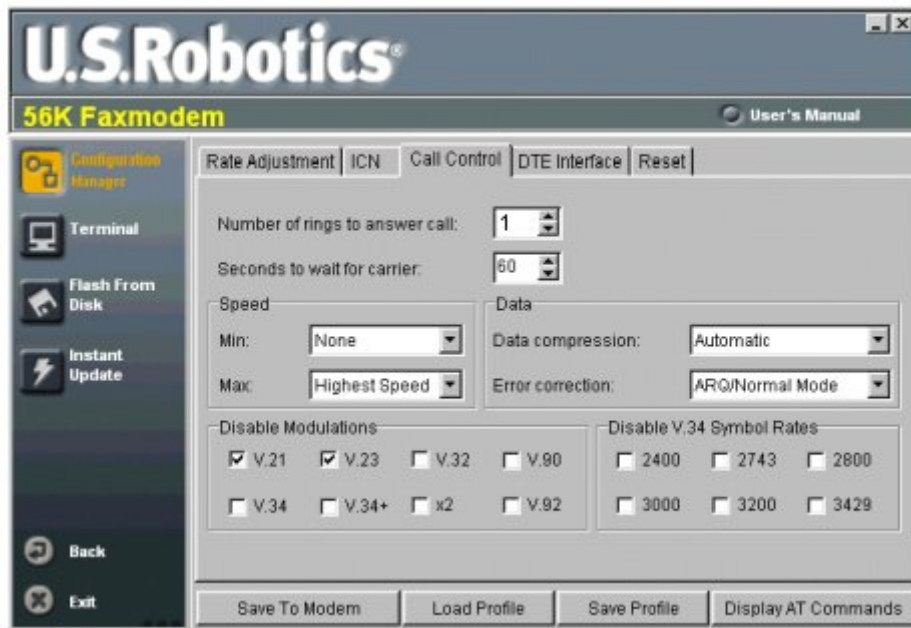 U.S.Robotics®
56K Faxmodem
User's Manual
Configuration
Manager
Terminal
Flash From
Disk
Instant
Update
Back
Exit
Rate Adjustment ICN Call Control DTE Interface Reset
Number of rings to answer call: 1
Seconds to wait for carrier: 60
Speed
Min: None
Max: Highest Speed
Data
Data compression: Automatic
Error correction: ARQ/Normal Mode
Disable Modulations
V.21 V.23 V.32 V.90
V.34 V.34+ x2 V.92
Disable V.34 Symbol Rates
2400 2743 2800
3000 3200 3429
Save To Modem Load Profile Save Profile Display AT Commands